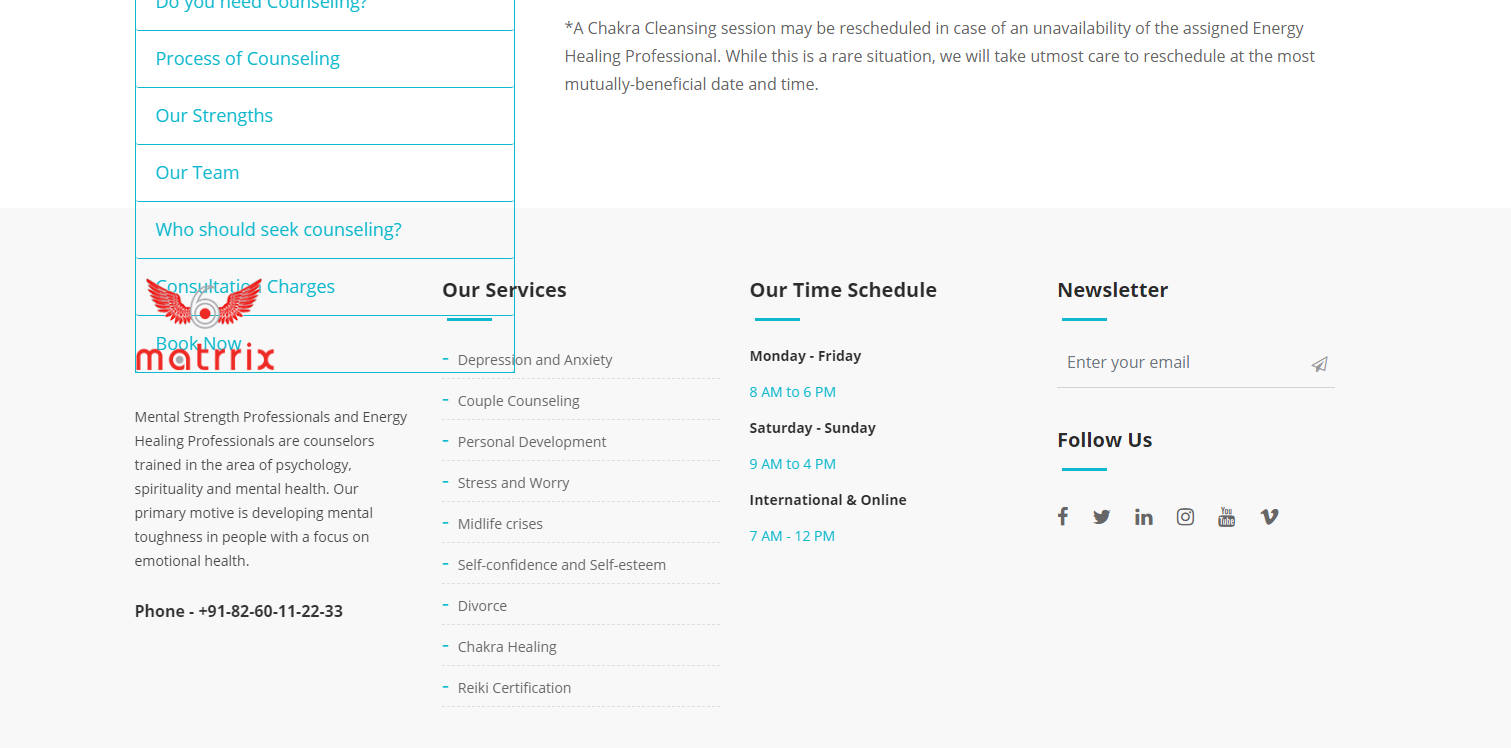 Do you need Counseling?
Process of Counseling
Our Strengths
Our Team
Who should seek counseling?
Consultation Charges
Book Now
*A Chakra Cleansing session may be rescheduled in case of an unavailability of the assigned Energy
Healing Professional. While this is a rare situation, we will take utmost care to reschedule at the most
mutually-beneficial date and time.
6
matrrix
Mental Strength Professionals and Energy
Healing Professionals are counselors
trained in the area of psychology,
spirituality and mental health. Our
primary motive is developing mental
toughness in people with a focus on
emotional health.
Phone - +91-82-60-11-22-33
Our Services
- Depression and Anxiety
- Couple Counseling
- Personal Development
- Stress and Worry
- Midlife crises
- Self-confidence and Self-esteem
- Divorce
- Chakra Healing
- Reiki Certification
Our Time Schedule
Monday - Friday
8 AM to 6 PM
Saturday - Sunday
9 AM to 4 PM
International & Online
7 AM - 12 PM
Newsletter
Enter your email
Follow Us
You
Tube